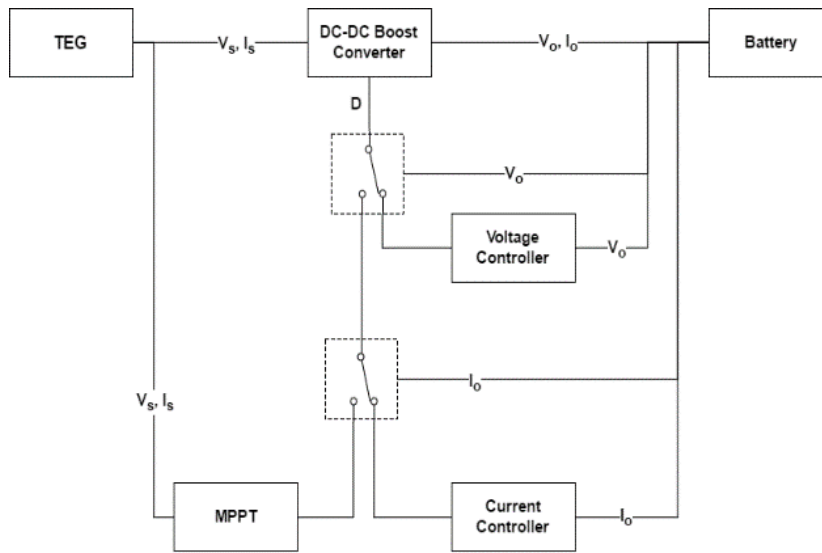 TEG
Vs, Is
DC-DC Boost
Converter
Vo, Io
Battery
D
Vo
Voltage
Controller
Vo
Io
Vs, Is
MPPT
Current
Controller
Io